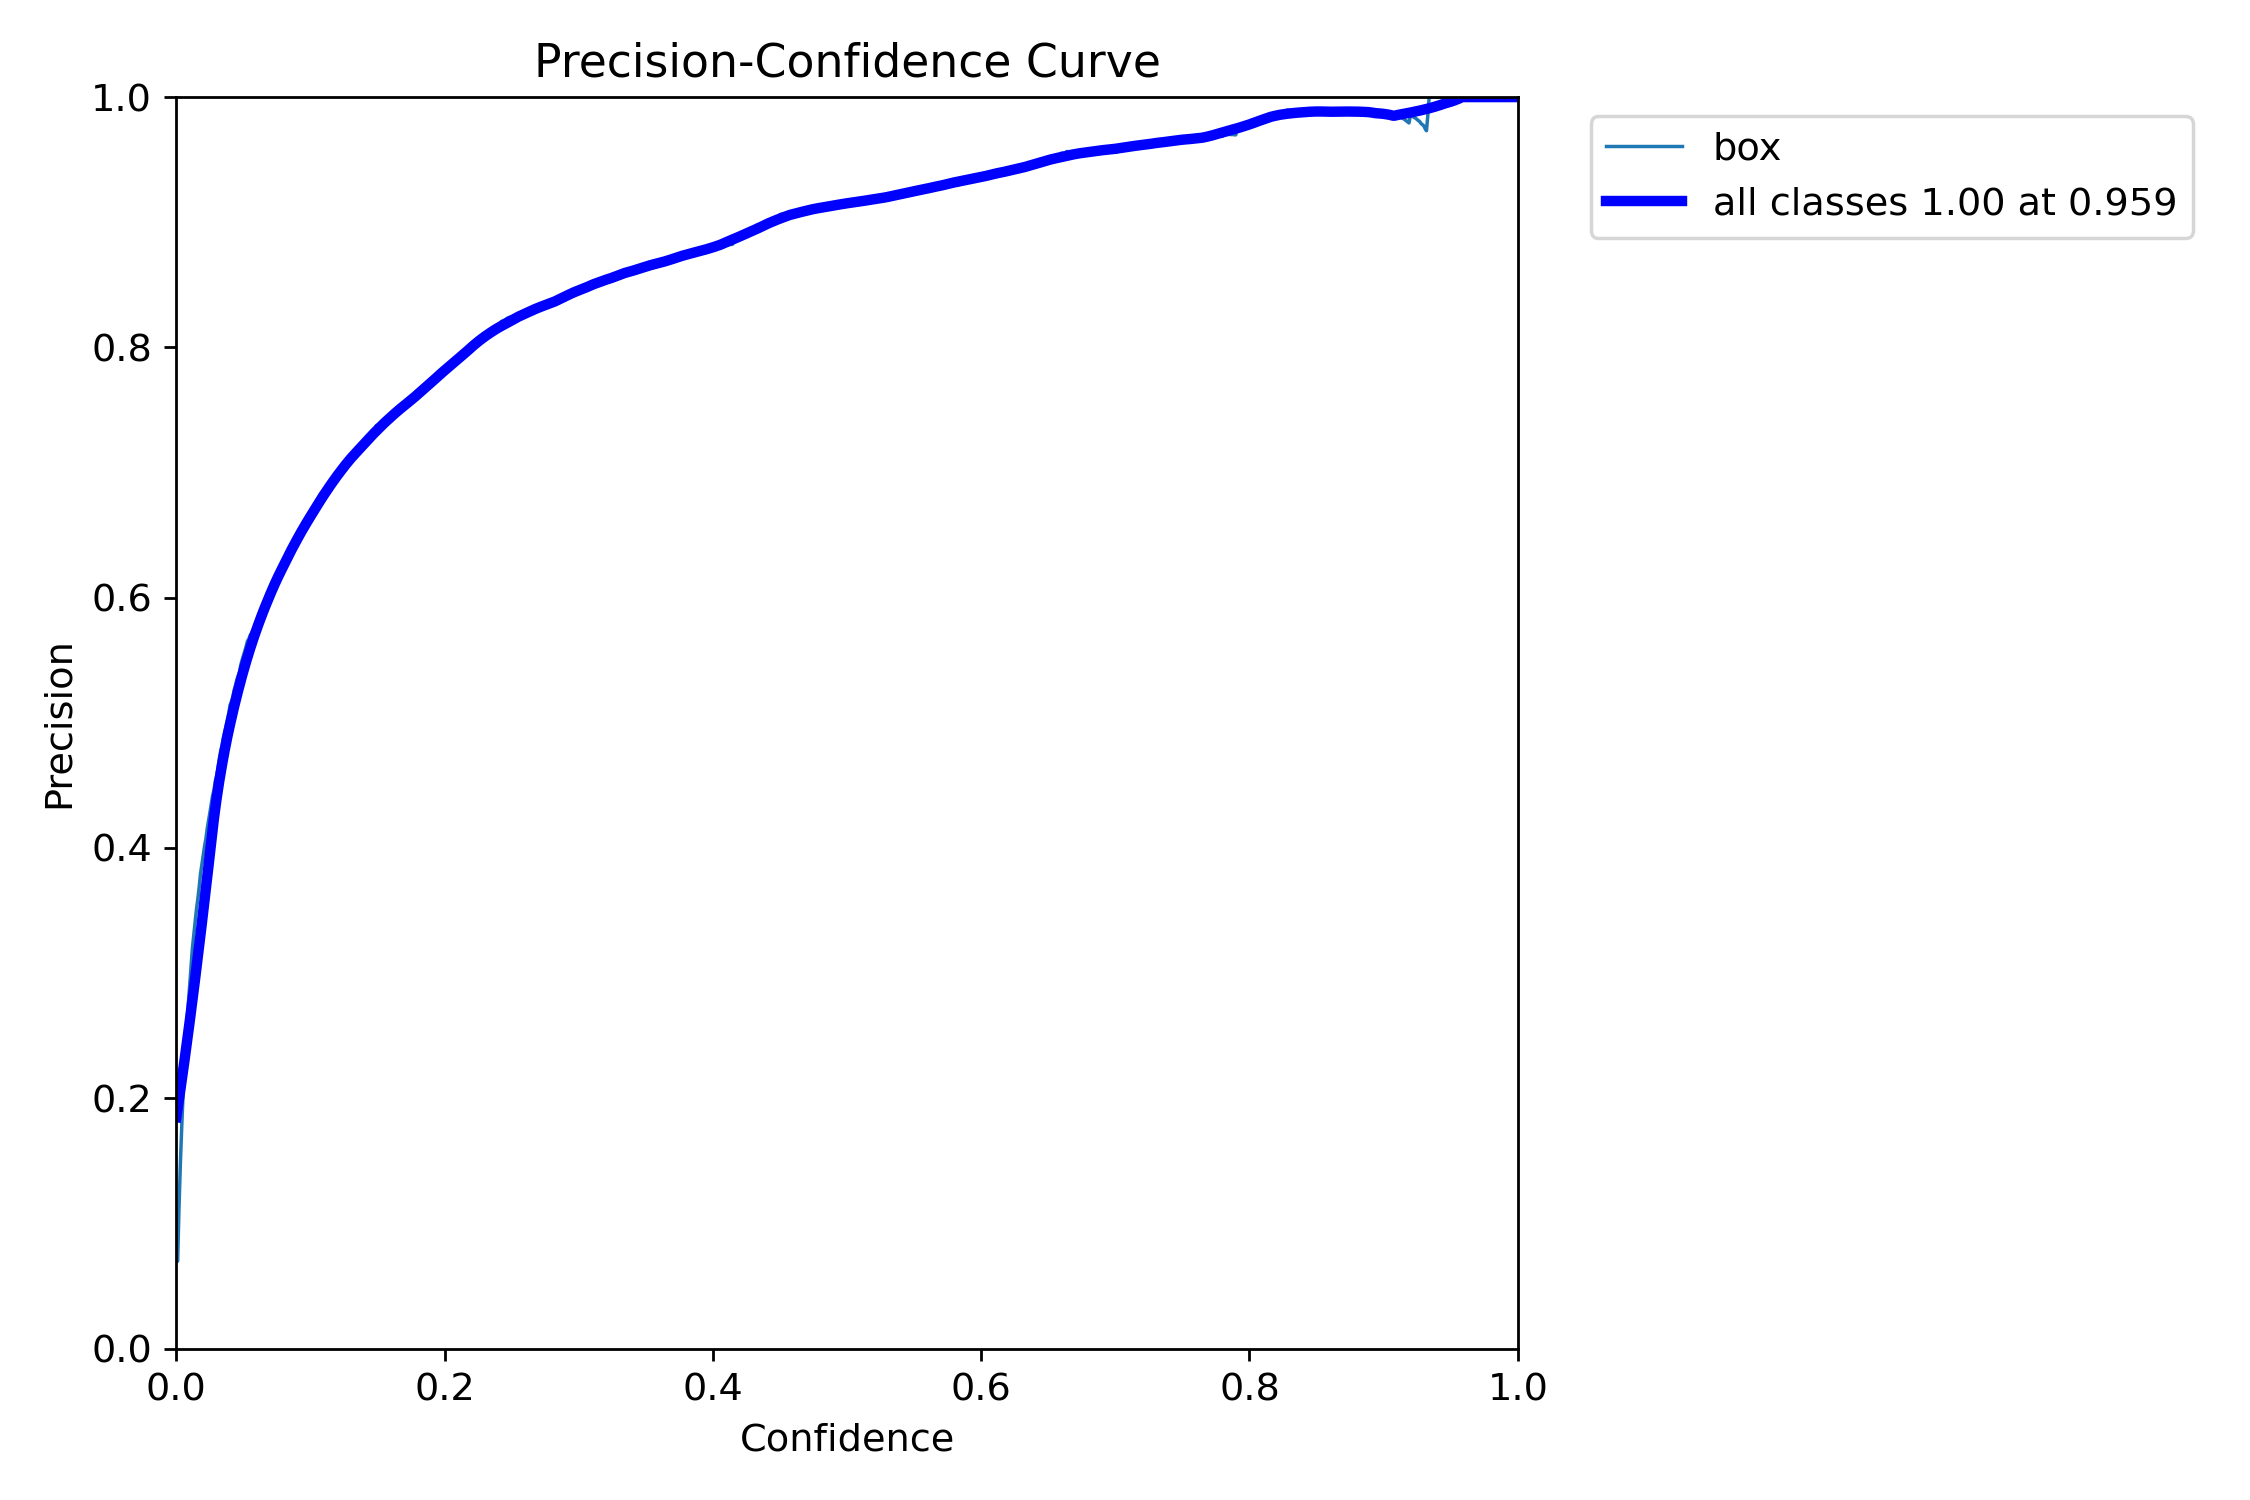 Precision-Confidence Curve
1.0
0.8
0.6
0.4
0.2
0.0
Precision
0.0 0.2 0.4 0.6 0.8 1.0
Confidence
box
all classes 1.00 at 0.959